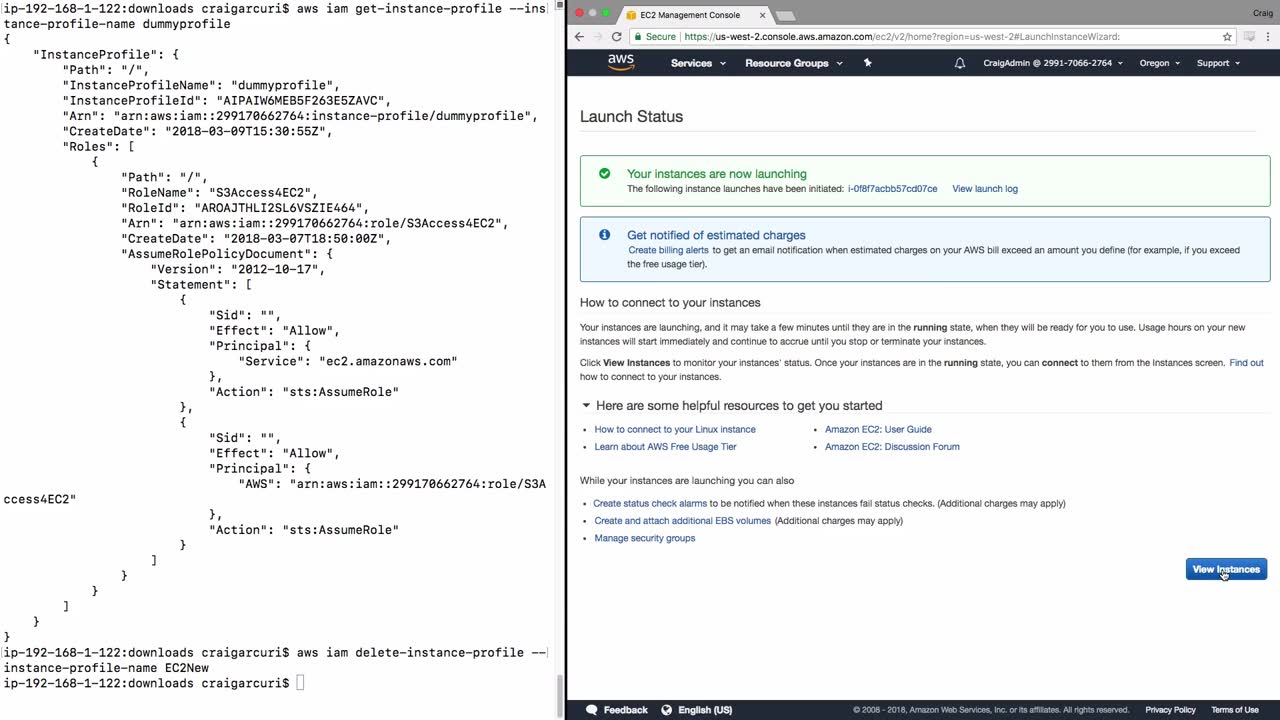 ip-192-168-1-122:downloads craigarcuri$ aws iam get-instance-profile --ins
tance-profile-name dummyprofile
{
    "InstanceProfile": {
        "Path": "/",
        "InstanceProfileName": "dummyprofile",
        "InstanceProfileId": "AIPAIW6MEB5F263E5ZAVC",
        "Arn": "arn:aws:iam::299170662764:instance-profile/dummyprofile",
        "CreateDate": "2018-03-09T15:30:55Z",
        "Roles": [
            {
                "Path": "/",
                "RoleName": "S3Access4EC2",
                "RoleId": "AROAJTHLI2SL6VSZIE464",
                "Arn": "arn:aws:iam::299170662764:role/S3Access4EC2",
                "CreateDate": "2018-03-07T18:50:00Z",
                "AssumeRolePolicyDocument": {
                    "Version": "2012-10-17",
                    "Statement": [
                        {
                            "Sid": "",
                            "Effect": "Allow",
                            "Principal": {
                                "Service": "ec2.amazonaws.com"
                            },
                            "Action": "sts:AssumeRole"
                        },
                        {
                            "Sid": "",
                            "Effect": "Allow",
                            "Principal": {
                                "AWS": "arn:aws:iam::299170662764:role/S3A
ccess4EC2"
                            },
                            "Action": "sts:AssumeRole"
                        }
                    ]
                }
            }
        ]
    }
}
ip-192-168-1-122:downloads craigarcuri$ aws iam delete-instance-profile --
instance-profile-name EC2New
ip-192-168-1-122:downloads craigarcuri$
EC2 Management Console
Craig
Secure https://us-west-2.console.aws.amazon.com/ec2/v2/home?region=us-west-2#LaunchInstanceWizard:
aws Services Resource Groups CraigAdmin @ 2991-7066-2764 Oregon Support
Launch Status
Your instances are now launching
The following instance launches have been initiated: i-0f8f7acbb57cd07ce View launch log
Get notified of estimated charges
Create billing alerts to get an email notification when estimated charges on your AWS bill exceed an amount you define (for example, if you exceed
the free usage tier).
How to connect to your instances
Your instances are launching, and it may take a few minutes until they are in the running state, when they will be ready for you to use. Usage hours on your new
instances will start immediately and continue to accrue until you stop or terminate your instances.
Click View Instances to monitor your instances' status. Once your instances are in the running state, you can connect to them from the Instances screen. Find out
how to connect to your instances.
Here are some helpful resources to get you started
• How to connect to your Linux instance • Amazon EC2: User Guide
• Learn about AWS Free Usage Tier • Amazon EC2: Discussion Forum
While your instances are launching you can also
• Create status check alarms to be notified when these instances fail status checks. (Additional charges may apply)
• Create and attach additional EBS volumes (Additional charges may apply)
• Manage security groups
View Instances
Feedback English (US) © 2008 - 2018, Amazon Web Services, Inc. or its affiliates. All rights reserved. Privacy Policy Terms of Use